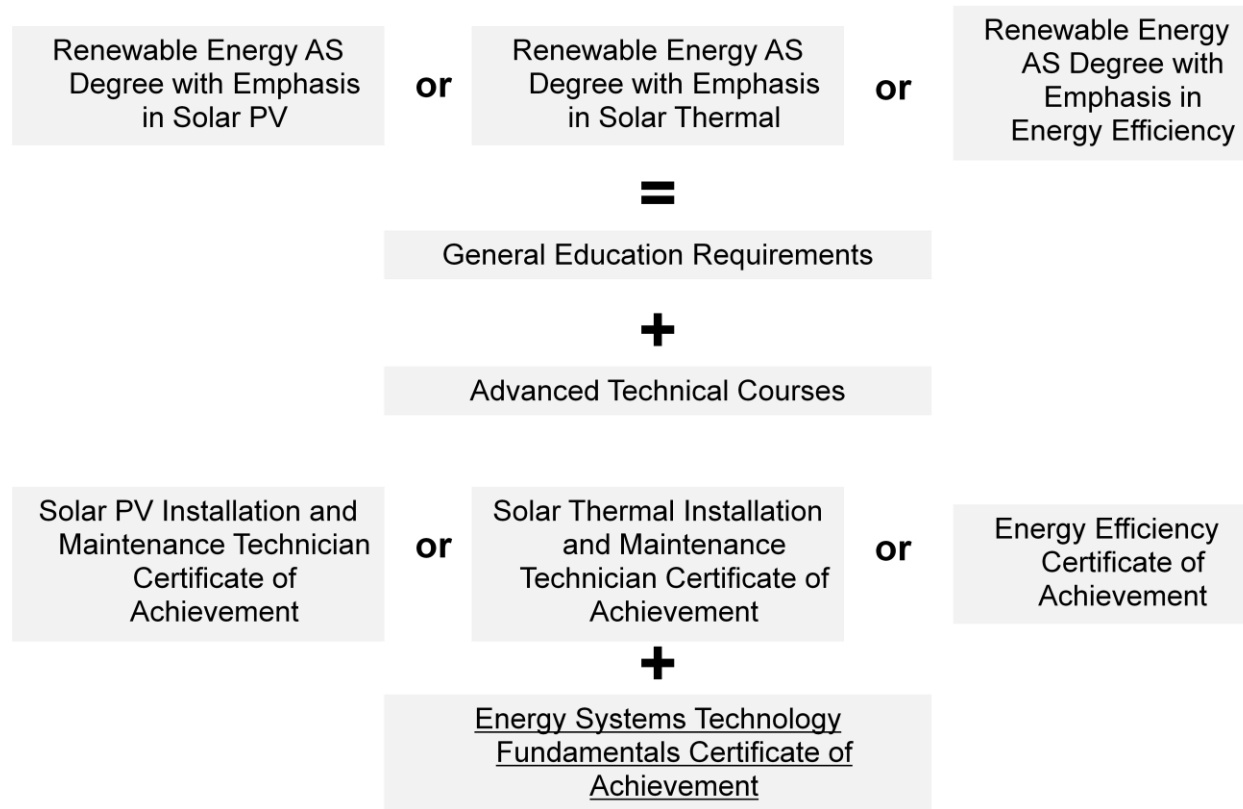 Renewable Energy AS
Degree with Emphasis
in Solar PV
or
Renewable Energy AS
Degree with Emphasis
in Solar Thermal
or
Renewable Energy
AS Degree with
Emphasis in
Energy Efficiency
=
General Education Requirements
+
Advanced Technical Courses
Solar PV Installation and
Maintenance Technician
Certificate of
Achievement
or
Solar Thermal Installation
and Maintenance
Technician Certificate of
Achievement
or
Energy Efficiency
Certificate of
Achievement
+
Energy Systems Technology
Fundamentals Certificate of
Achievement